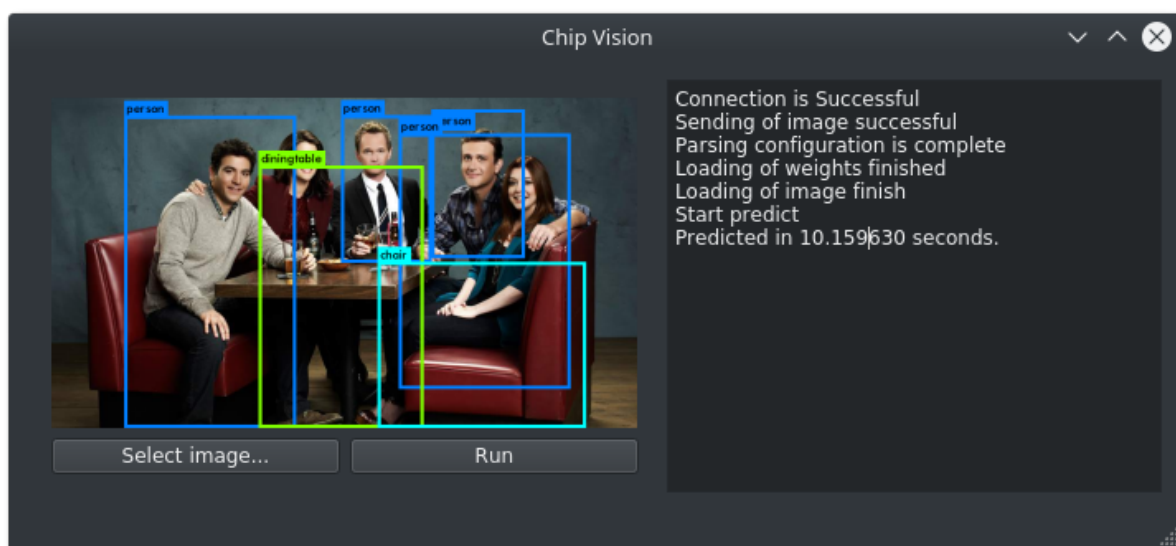 Chip Vision
person
person
person
erson
diningtable
chair
Connection is Successful
Sending of image successful
Parsing configuration is complete
Loading of weights finished
Loading of image finish
Start predict
Predicted in 10.159630 seconds.
Select image...
Run